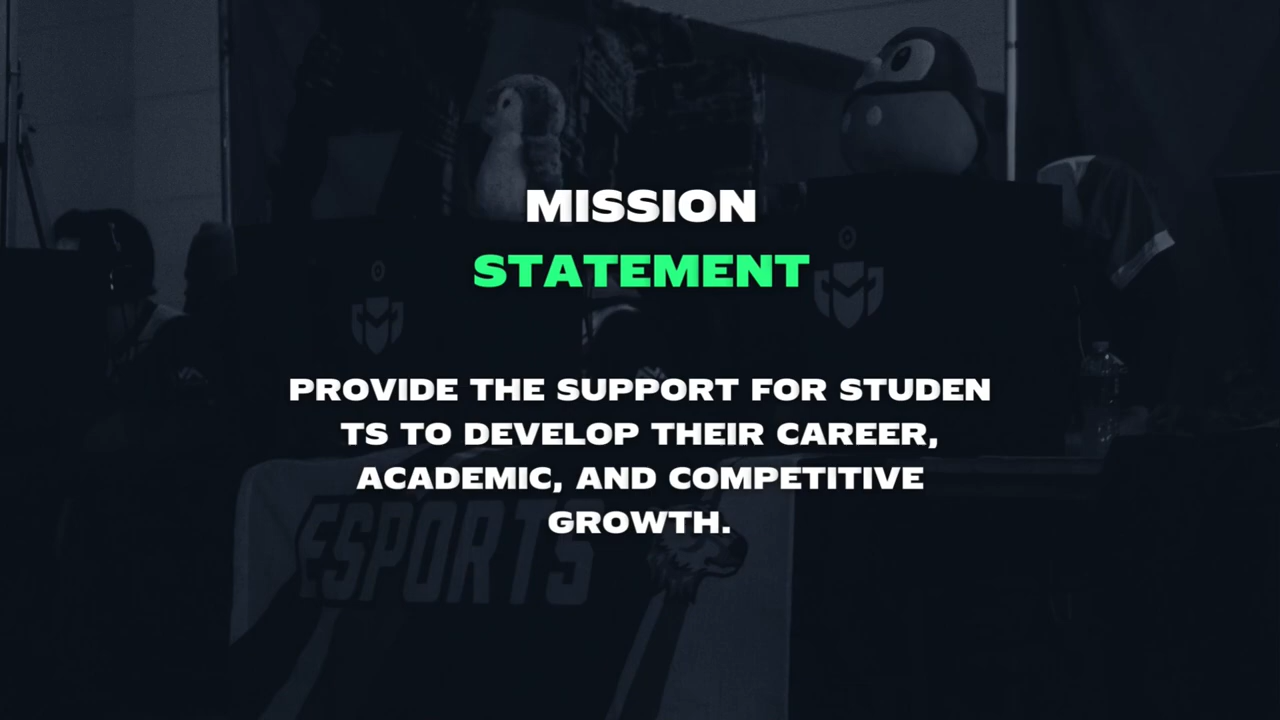 MISSION
STATEMENT
PROVIDE THE SUPPORT FOR STUDEN
TS TO DEVELOP THEIR CAREER,
ACADEMIC, AND COMPETITIVE
GROWTH.
ESPORTS